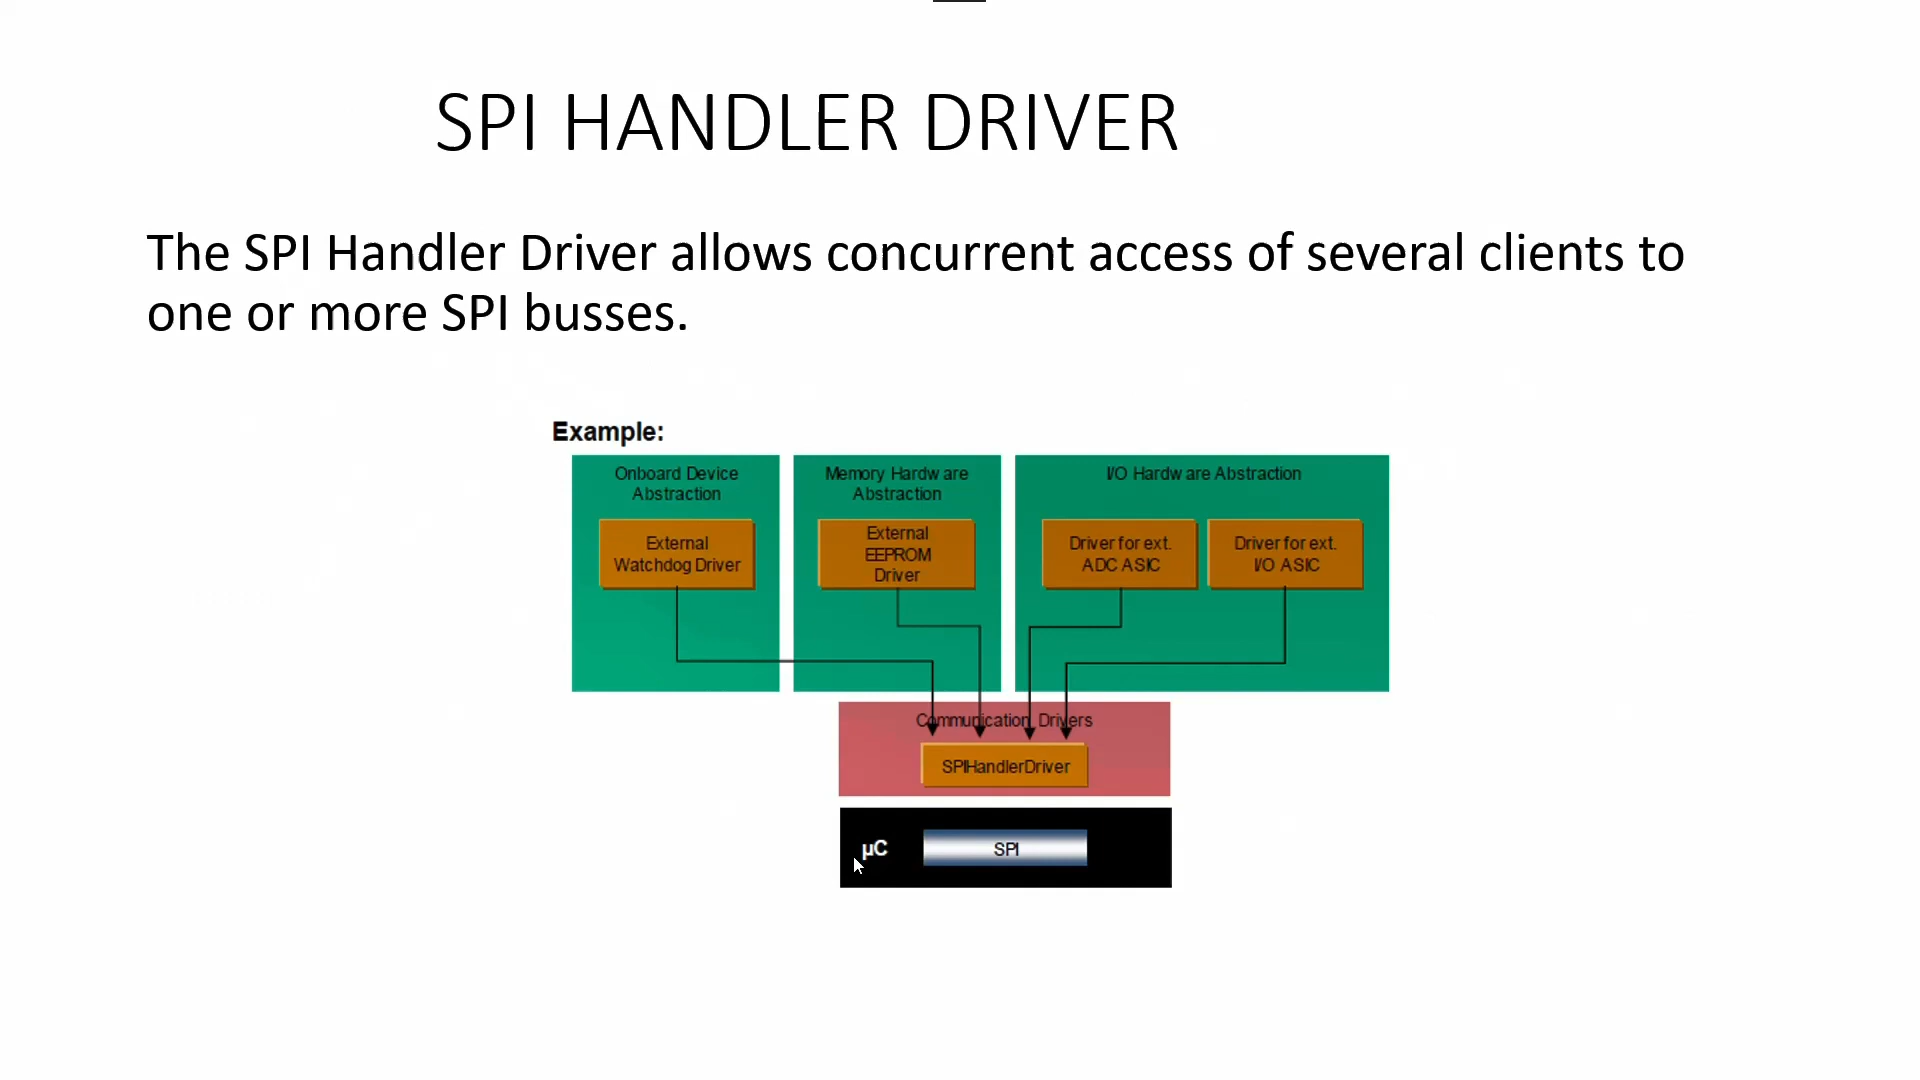 SPI HANDLER DRIVER
The SPI Handler Driver allows concurrent access of several clients to
one or more SPI busses.
Example:
Onboard Device
Abstraction
External
Watchdog Driver
Memory Hardware
Abstraction
External
EEPROM
Driver
I/O Hardware Abstraction
Driver for ext.
ADC ASIC
Driver for ext.
I/O ASIC
Communication Drivers
SPIHandlerDriver
µC
SPI